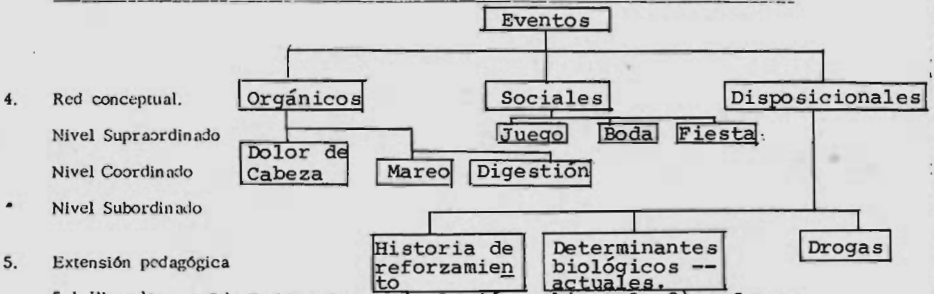 Eventos
4. Red conceptual.
Orgánicos
Sociales
Disposicionales
Nivel Supraordinado
Juego
Boda
Fiesta
Dolor de
Cabeza
Nivel Coordinado
Mareo
Digestión
Nivel Subordinado
Historia de
reforzamien
to
Determinantes
biológicos --
actuales.
Drogas
5. Extensión pedagógica